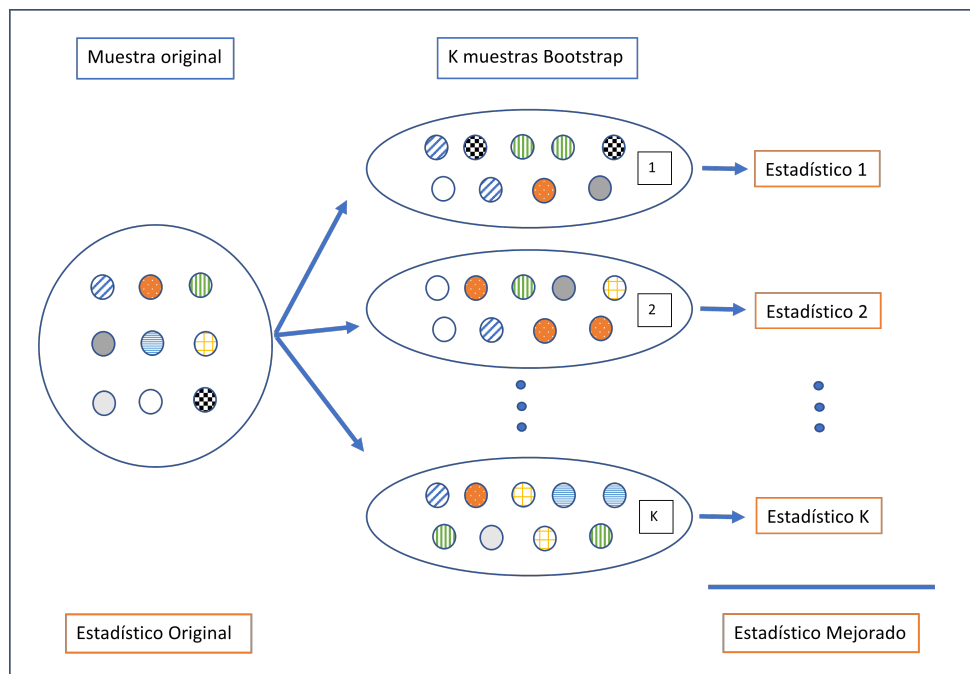 Muestra original
K muestras Bootstrap
1
Estadístico 1
2
Estadístico 2
K
Estadístico K
Estadístico Original
Estadístico Mejorado